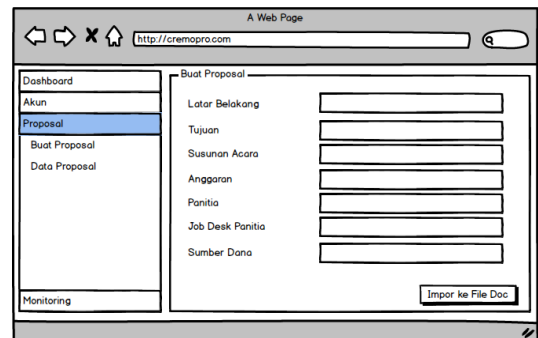 A Web Page
http://cremopro.com
Dashboard
Akun
Proposal
Buat Proposal
Data Proposal
Monitoring
Buat Proposal
Latar Belakang
Tujuan
Susunan Acara
Anggaran
Panitia
Job Desk Panitia
Sumber Dana
Impor ke File Doc